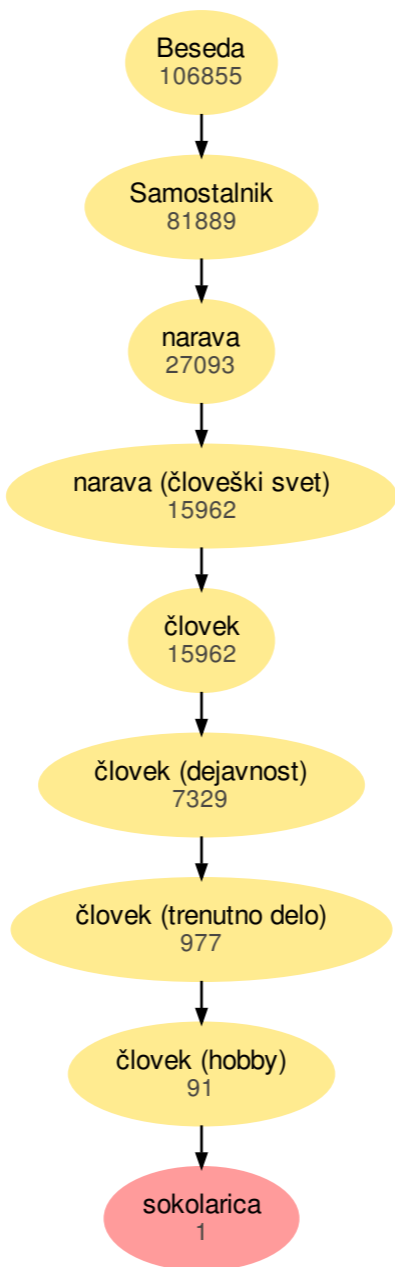 Beseda
106855
Samostalnik
81889
narava
27093
narava (človeški svet)
15962
človek
15962
človek (dejavnost)
7329
človek (trenutno delo)
977
človek (hobby)
91
sokolarica
1